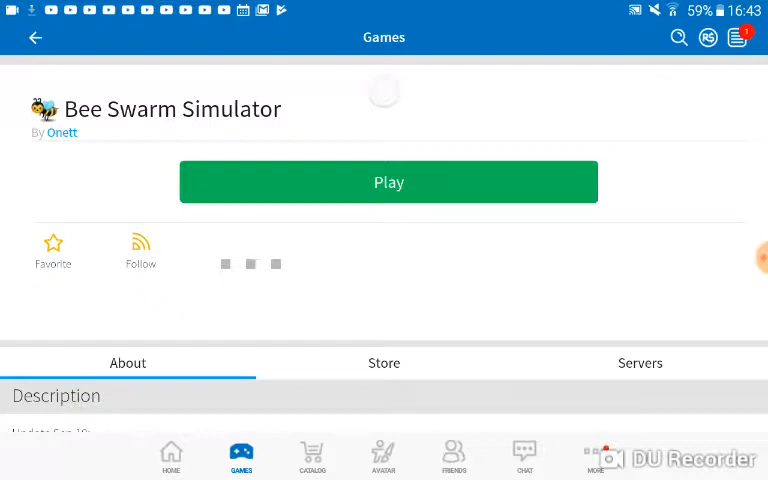 59% 16:43
Games
R$
1
Bee Swarm Simulator
By Onett
Play
Favorite
Follow
About Store Servers
Description
HOME GAMES CATALOG AVATAR FRIENDS CHAT MORE
DU Recorder